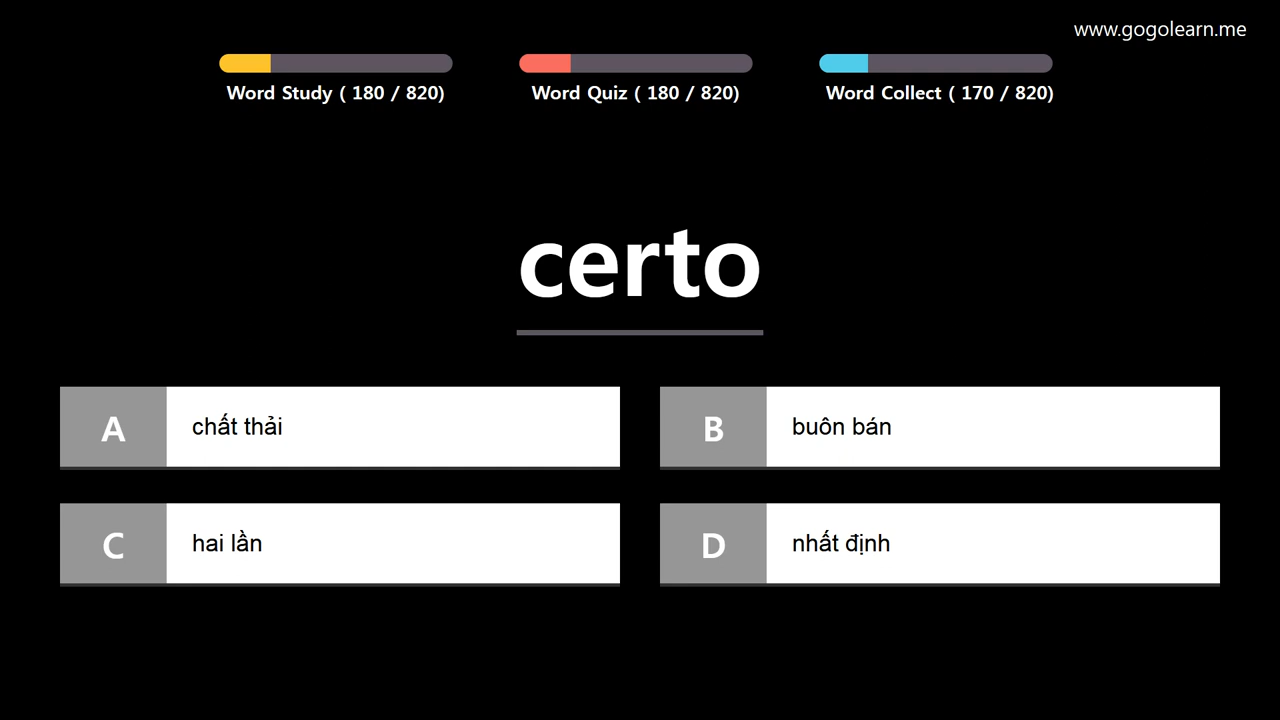 www.gogolearn.me
Word Study ( 180 / 820)
Word Quiz ( 180 / 820)
Word Collect ( 170 / 820)
certo
A
chất thải
B
buôn bán
C
hai lần
D
nhất định